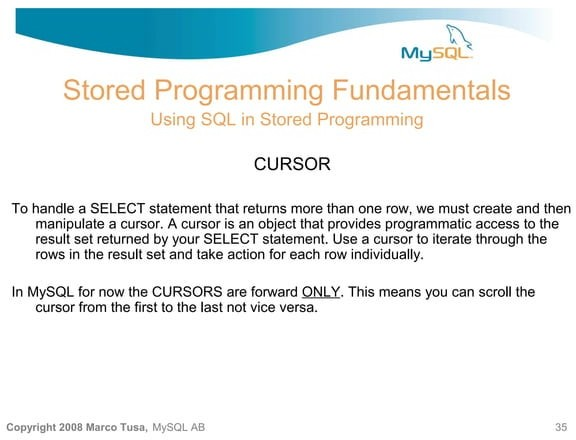 MySQL
Stored Programming Fundamentals
Using SQL in Stored Programming
CURSOR
To handle a SELECT statement that returns more than one row, we must create and then
manipulate a cursor. A cursor is an object that provides programmatic access to the
result set returned by your SELECT statement. Use a cursor to iterate through the
rows in the result set and take action for each row individually.
In MySQL for now the CURSORS are forward ONLY. This means you can scroll the
cursor from the first to the last not vice versa.
Copyright 2008 Marco Tusa, MySQL AB
35